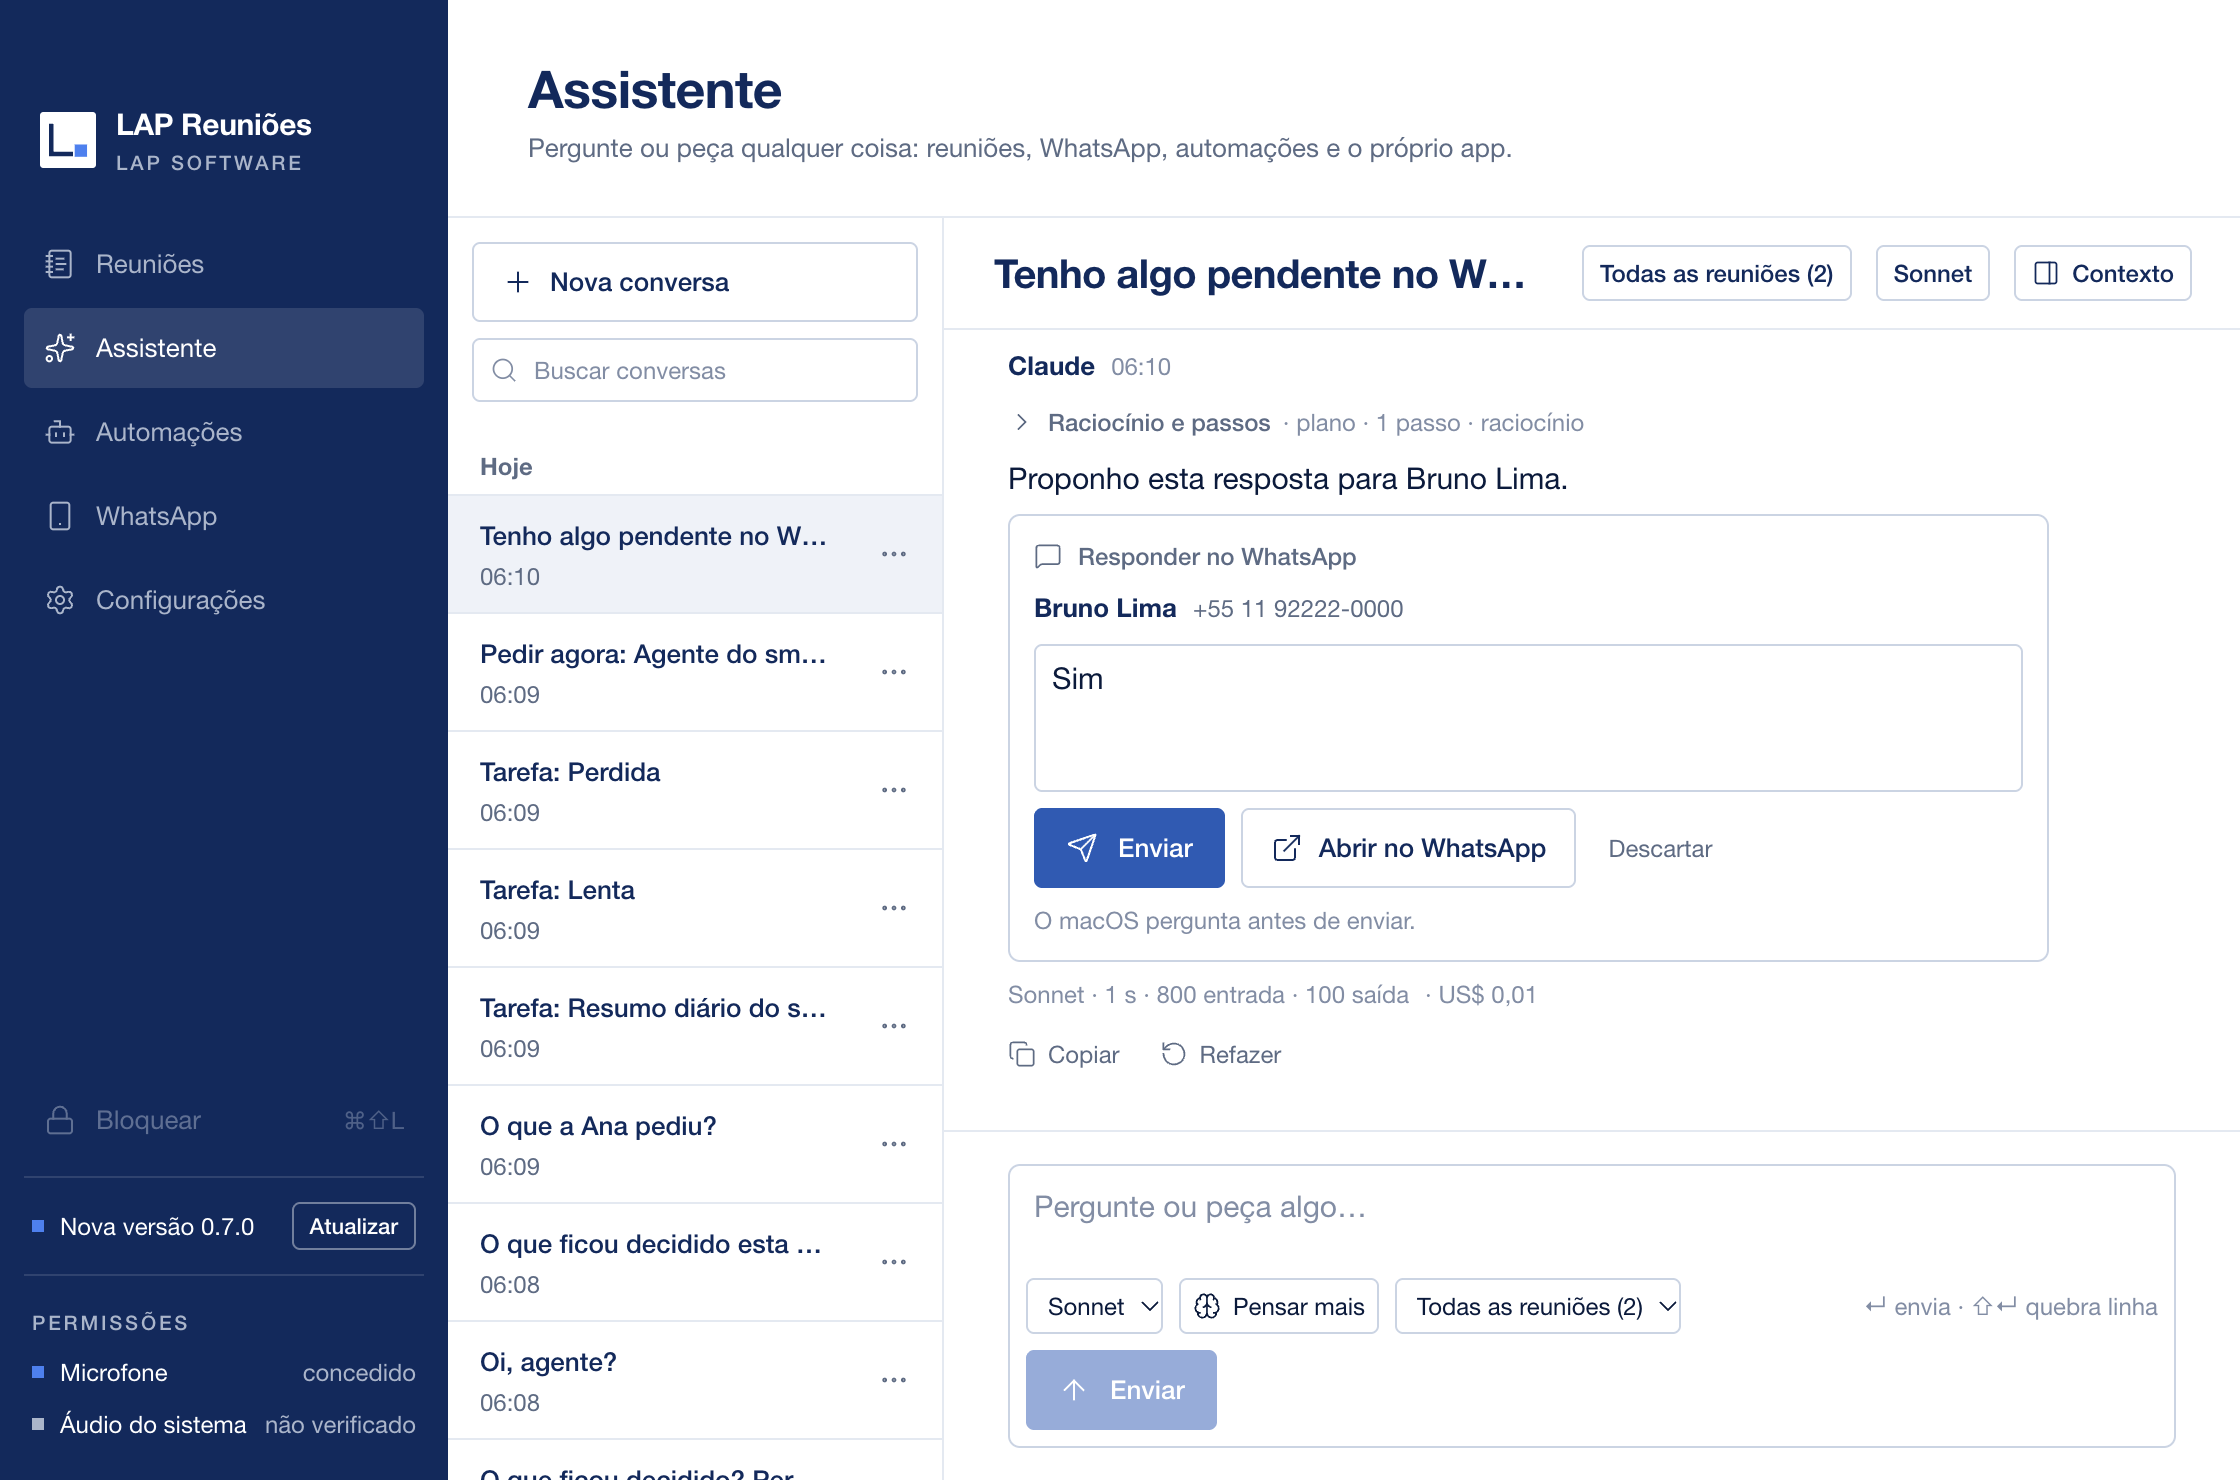 LAP Reuniões
LAP SOFTWARE
Reuniões
Assistente
Automações
WhatsApp
Configurações
Bloquear ⌘⇧L
Nova versão 0.7.0 Atualizar
PERMISSÕES
Microfone concedido
Áudio do sistema não verificado
Assistente
Pergunte ou peça qualquer coisa: reuniões, WhatsApp, automações e o próprio app.
Nova conversa
Buscar conversas
Hoje
Tenho algo pendente no W...
06:10
Pedir agora: Agente do sm...
06:09
Tarefa: Perdida
06:09
Tarefa: Lenta
06:09
Tarefa: Resumo diário do s...
06:09
O que a Ana pediu?
06:09
O que ficou decidido esta ...
06:08
Oi, agente?
06:08
O que ficou decidido? Per
Tenho algo pendente no W... Todas as reuniões (2) Sonnet Contexto
Claude 06:10
Raciocínio e passos · plano · 1 passo · raciocínio
Proponho esta resposta para Bruno Lima.
Responder no WhatsApp
Bruno Lima +55 11 92222-0000
Sim
Enviar Abrir no WhatsApp Descartar
O macOS pergunta antes de enviar.
Sonnet · 1 s · 800 entrada · 100 saída · US$ 0,01
Copiar Refazer
Pergunte ou peça algo...
Sonnet Pensar mais Todas as reuniões (2) ↵ envia · ⇧↵ quebra linha
Enviar